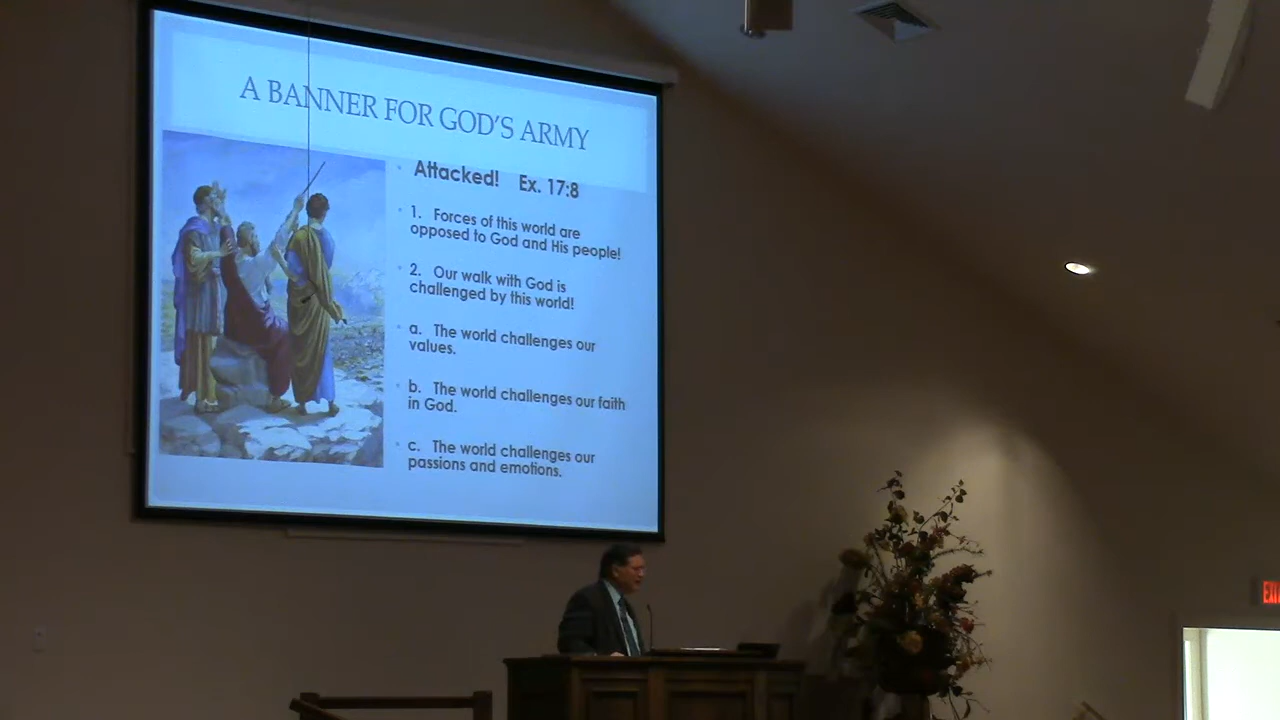 A BANNER FOR GOD'S ARMY
Attacked! Ex. 17:8
1. Forces of this world are
opposed to God and His people!
2. Our walk with God is
challenged by this world!
a. The world challenges our
values.
b. The world challenges our faith
in God.
c. The world challenges our
passions and emotions.